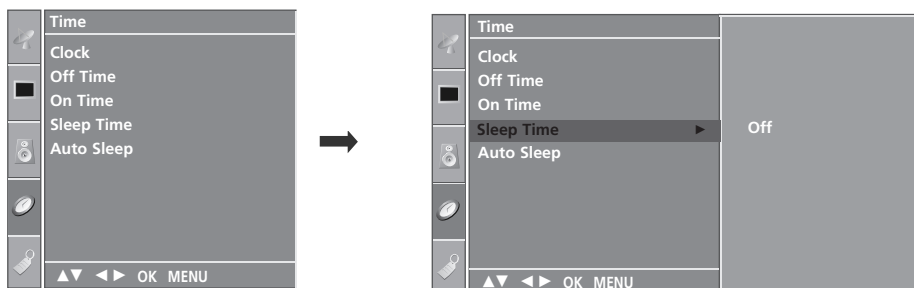 Time
Clock
Off Time
On Time
Sleep Time
Auto Sleep
▲▼ ◄► OK MENU
Time
Clock
Off Time
On Time
Sleep Time ► Off
Auto Sleep
▲▼ ◄► OK MENU